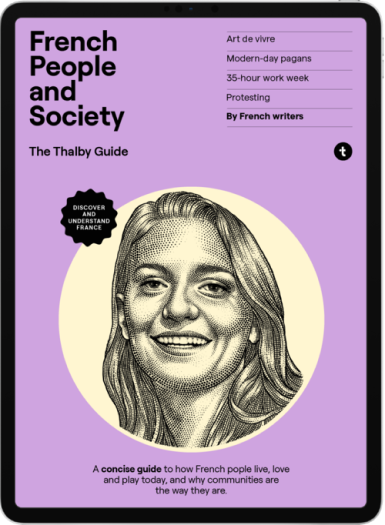 French
People
and
Society
The Thalby Guide
Art de vivre
Modern-day pagans
35-hour work week
Protesting
By French writers
t
DISCOVER
AND
UNDERSTAND
FRANCE
A concise guide to how French pople live, love
and play today, and why communities are
the way they are.